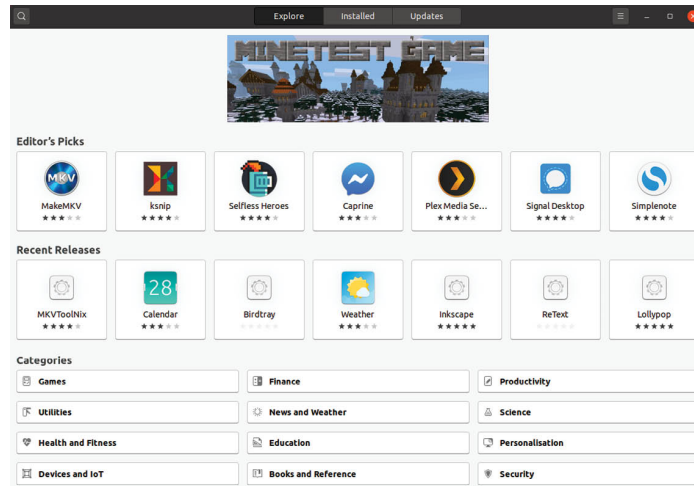 Explore Installed Updates
MINETEST GAME
Editor's Picks
MKV
MakeMKV ksnip Selfless Heroes Caprine Plex Media Se... Signal Desktop Simplenote
Recent Releases
28
MKVToolNix Calendar Birdtray Weather Inkscape ReText Lollypop
Categories
Games Finance Productivity
Utilities News and Weather Science
Health and Fitness Education Personalisation
Devices and IoT Books and Reference Security